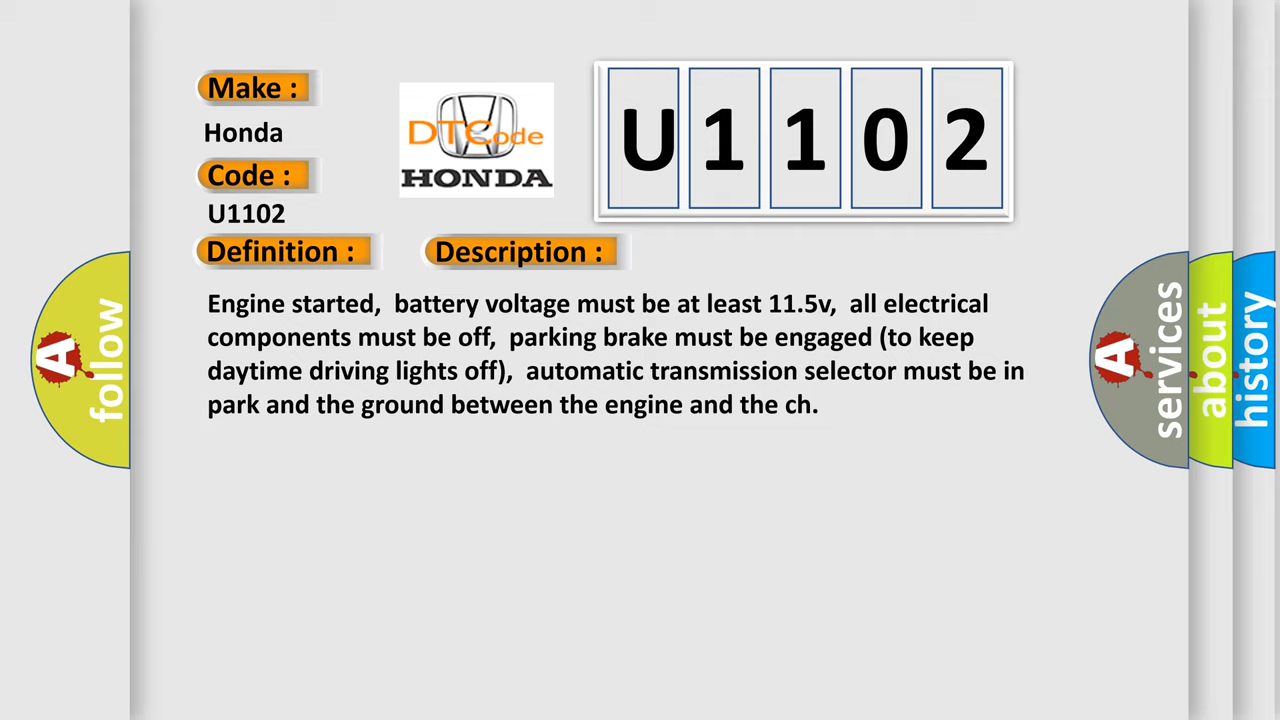 Make :
Honda
Code :
U1102
Definition :
Description :
DTCode
HONDA
U1102
Engine started,  battery voltage must be at least 11.5v,  all electrical
components must be off,  parking brake must be engaged (to keep
daytime driving lights off),  automatic transmission selector must be in
park and the ground between the engine and the ch.
A
follow
A
services
about
history